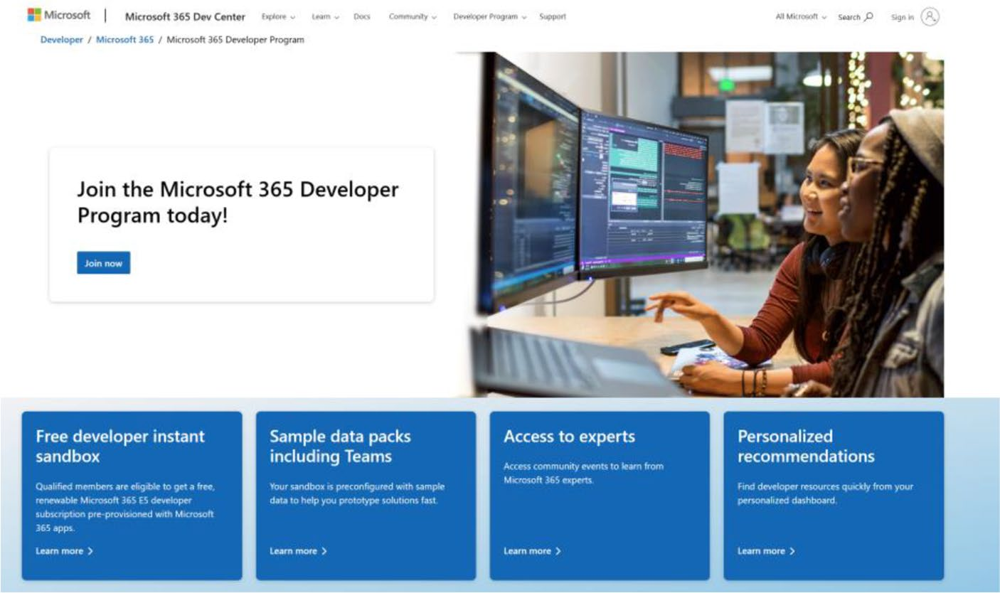 Microsoft
Microsoft 365 Dev Center
Explore
Learn
Docs
Community
Developer Program
Support
All Microsoft
Search
Sign in
Developer / Microsoft 365 / Microsoft 365 Developer Program
Join the Microsoft 365 Developer
Program today!
Join now
Free developer instant
sandbox
Qualified members are eligible to get a free,
renewable Microsoft 365 E5 developer
subscription pre-provisioned with Microsoft
365 apps.
Learn more
Sample data packs
including Teams
Your sandbox is preconfigured with sample
data to help you prototype solutions fast.
Learn more
Access to experts
Access community events to learn from
Microsoft 365 experts.
Learn more
Personalized
recommendations
Find developer resources quickly from your
personalized dashboard.
Learn more